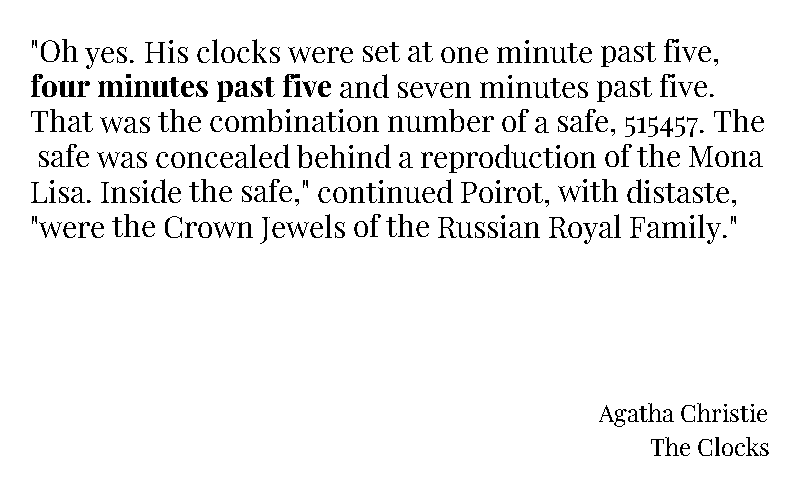 "Oh yes. His clocks were set at one minute past five,
four minutes past five and seven minutes past five.
That was the combination number of a safe, 515457. The
safe was concealed behind a reproduction of the Mona
Lisa. Inside the safe," continued Poirot, with distaste,
"were the Crown Jewels of the Russian Royal Family."
Agatha Christie
The Clocks